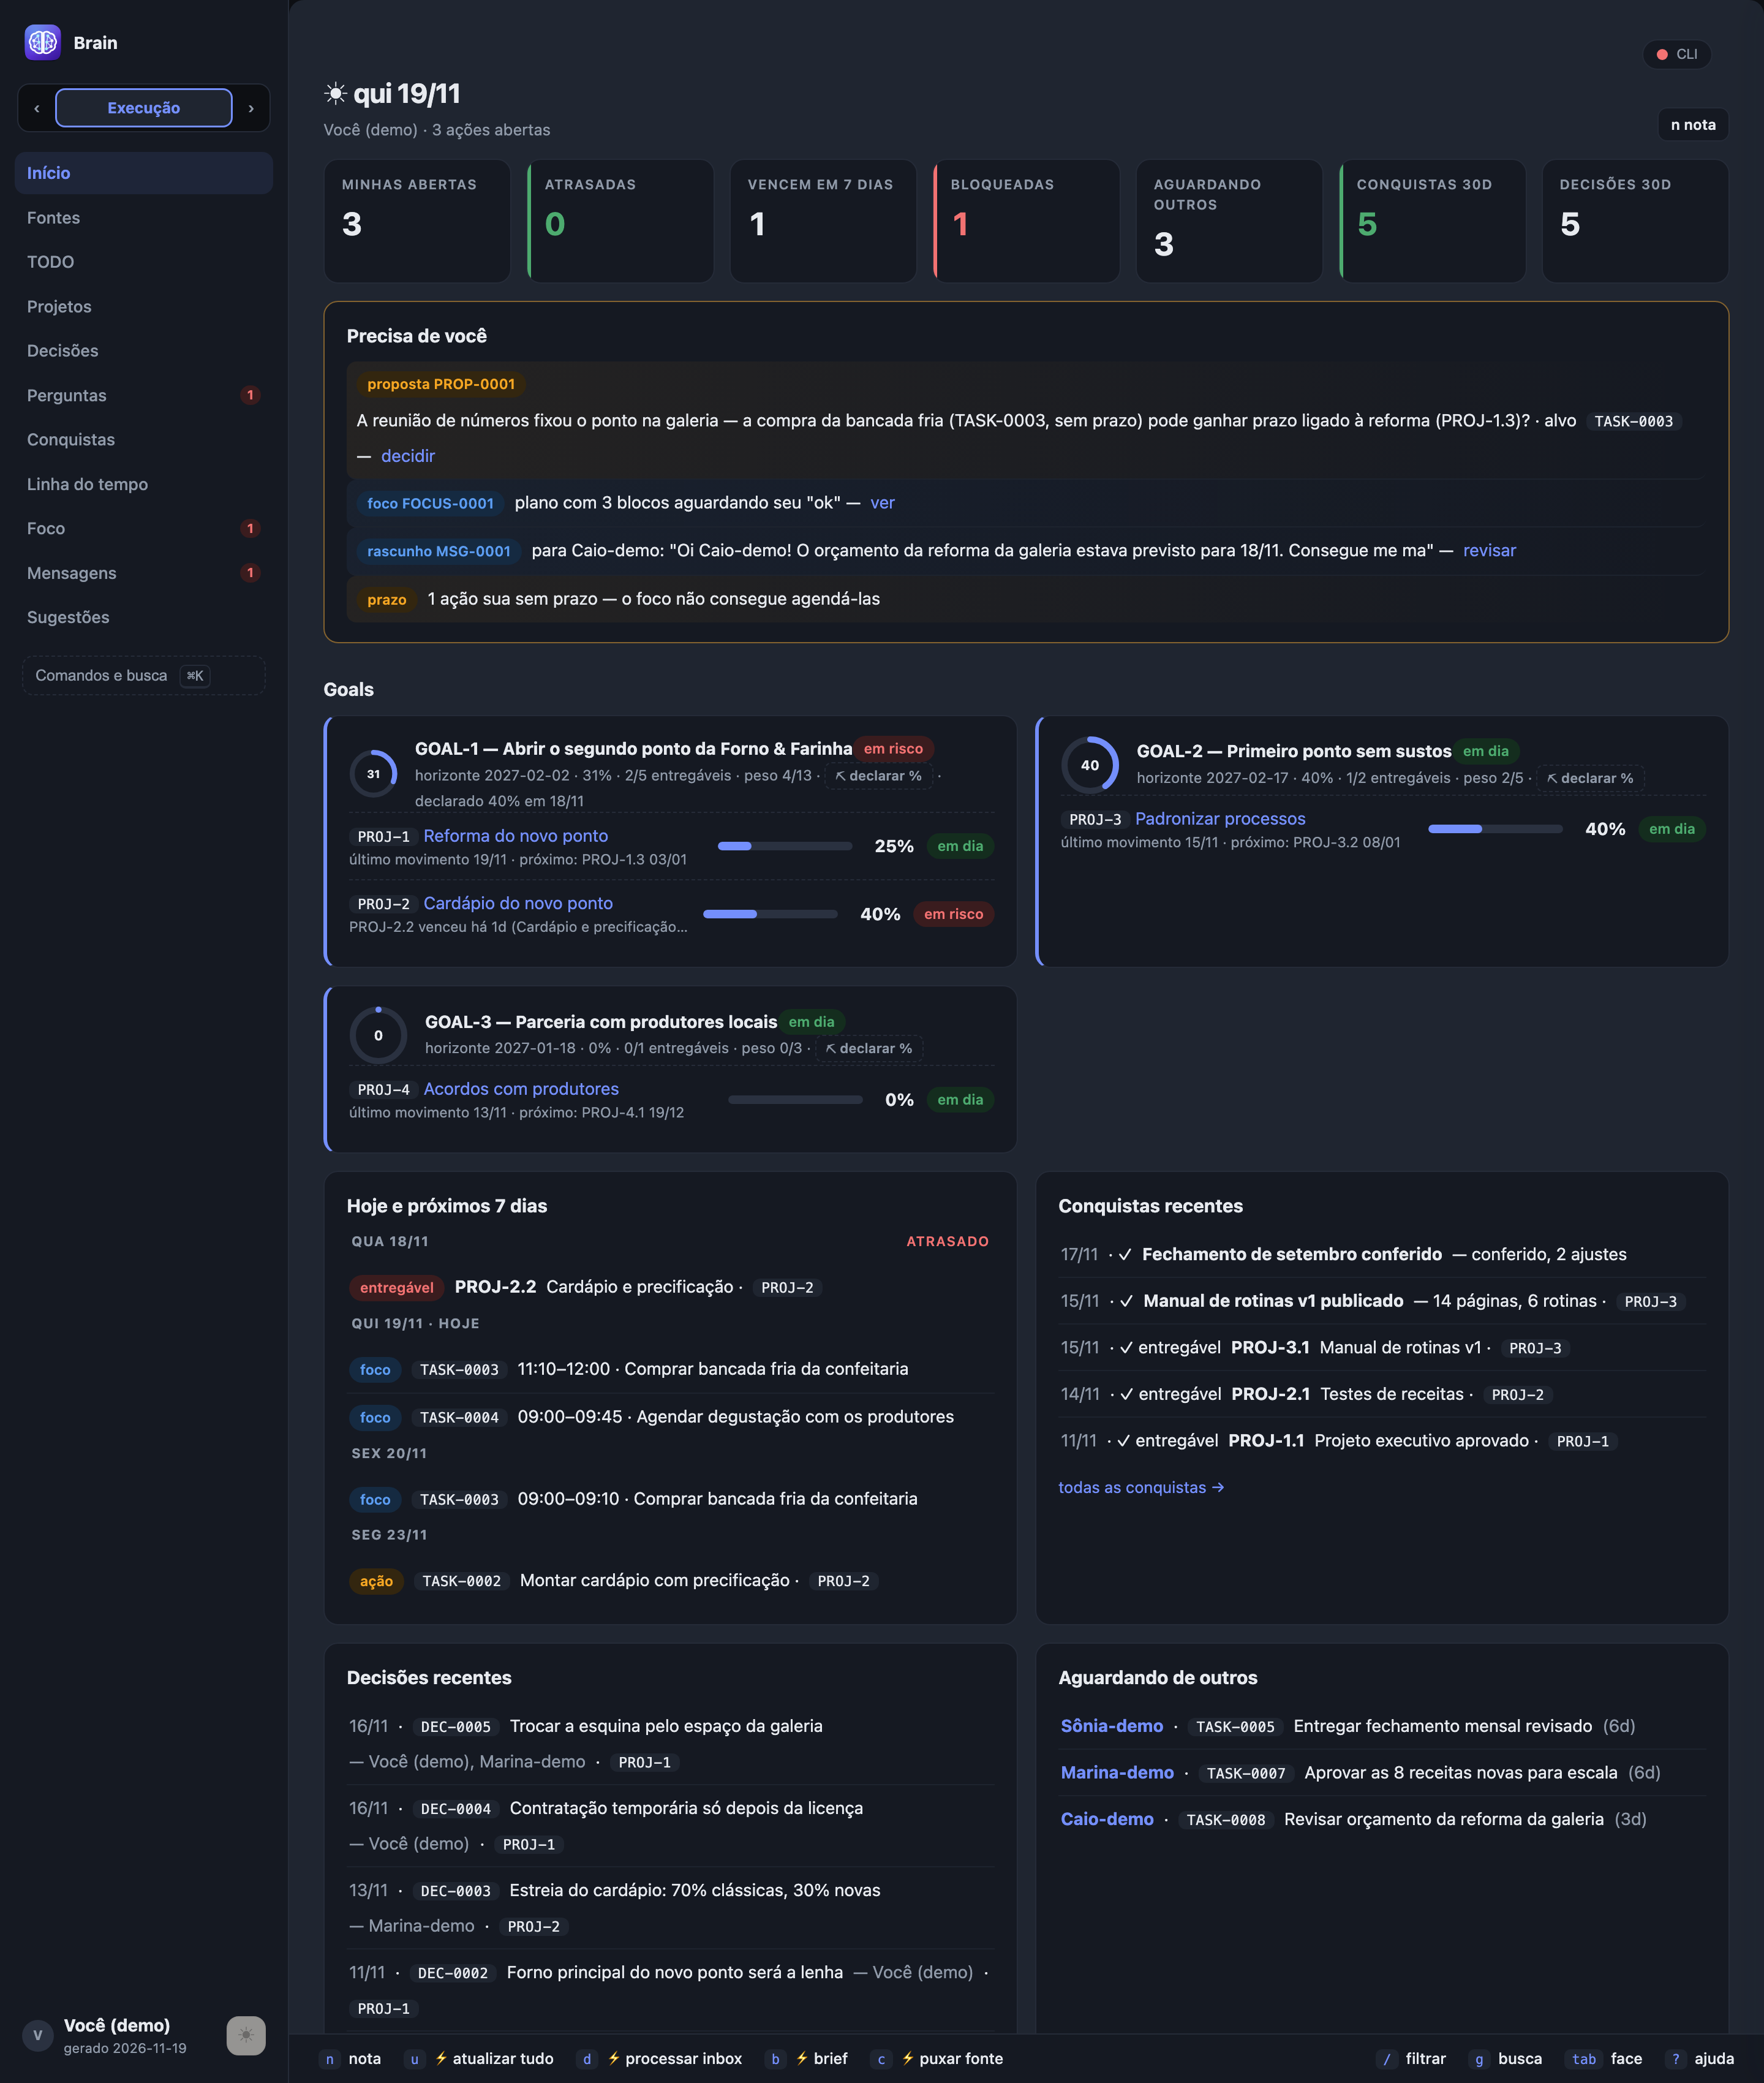 Brain
‹ Execução ›
Início
Fontes
TODO
Projetos
Decisões
Perguntas 1
Conquistas
Linha do tempo
Foco 1
Mensagens 1
Sugestões
Comandos e busca ⌘K
V
Você (demo)
gerado 2026-11-19
CLI
☀ qui 19/11
Você (demo) · 3 ações abertas
n nota
MINHAS ABERTAS
3
ATRASADAS
0
VENCEM EM 7 DIAS
1
BLOQUEADAS
1
AGUARDANDO
OUTROS
3
CONQUISTAS 30D
5
DECISÕES 30D
5
Precisa de você
proposta PROP-0001
A reunião de números fixou o ponto na galeria — a compra da bancada fria (TASK-0003, sem prazo) pode ganhar prazo ligado à reforma (PROJ-1.3)? · alvo TASK-0003
— decidir
foco FOCUS-0001 plano com 3 blocos aguardando seu "ok" — ver
rascunho MSG-0001 para Caio-demo: "Oi Caio-demo! O orçamento da reforma da galeria estava previsto para 18/11. Consegue me ma" — revisar
prazo 1 ação sua sem prazo — o foco não consegue agendá-las
Goals
31
GOAL-1 — Abrir o segundo ponto da Forno & Farinha em risco
horizonte 2027-02-02 · 31% · 2/5 entregáveis · peso 4/13 · ↸ declarar % ·
declarado 40% em 18/11
PROJ-1 Reforma do novo ponto
último movimento 19/11 · próximo: PROJ-1.3 03/01
25% em dia
PROJ-2 Cardápio do novo ponto
PROJ-2.2 venceu há 1d (Cardápio e precificação…
40% em risco
40
GOAL-2 — Primeiro ponto sem sustos em dia
horizonte 2027-02-17 · 40% · 1/2 entregáveis · peso 2/5 · ↸ declarar %
PROJ-3 Padronizar processos
último movimento 15/11 · próximo: PROJ-3.2 08/01
40% em dia
0
GOAL-3 — Parceria com produtores locais em dia
horizonte 2027-01-18 · 0% · 0/1 entregáveis · peso 0/3 · ↸ declarar %
PROJ-4 Acordos com produtores
último movimento 13/11 · próximo: PROJ-4.1 19/12
0% em dia
Hoje e próximos 7 dias
QUA 18/11 ATRASADO
entregável PROJ-2.2 Cardápio e precificação · PROJ-2
QUI 19/11 · HOJE
foco TASK-0003 11:10–12:00 · Comprar bancada fria da confeitaria
foco TASK-0004 09:00–09:45 · Agendar degustação com os produtores
SEX 20/11
foco TASK-0003 09:00–09:10 · Comprar bancada fria da confeitaria
SEG 23/11
ação TASK-0002 Montar cardápio com precificação · PROJ-2
Conquistas recentes
17/11 · ✓ Fechamento de setembro conferido — conferido, 2 ajustes
15/11 · ✓ Manual de rotinas v1 publicado — 14 páginas, 6 rotinas · PROJ-3
15/11 · ✓ entregável PROJ-3.1 Manual de rotinas v1 · PROJ-3
14/11 · ✓ entregável PROJ-2.1 Testes de receitas · PROJ-2
11/11 · ✓ entregável PROJ-1.1 Projeto executivo aprovado · PROJ-1
todas as conquistas →
Decisões recentes
16/11 · DEC-0005 Trocar a esquina pelo espaço da galeria
— Você (demo), Marina-demo · PROJ-1
16/11 · DEC-0004 Contratação temporária só depois da licença
— Você (demo) · PROJ-1
13/11 · DEC-0003 Estreia do cardápio: 70% clássicas, 30% novas
— Marina-demo · PROJ-2
11/11 · DEC-0002 Forno principal do novo ponto será a lenha — Você (demo) ·
PROJ-1
Aguardando de outros
Sônia-demo · TASK-0005 Entregar fechamento mensal revisado (6d)
Marina-demo · TASK-0007 Aprovar as 8 receitas novas para escala (6d)
Caio-demo · TASK-0008 Revisar orçamento da reforma da galeria (3d)
n nota u ⚡ atualizar tudo d ⚡ processar inbox b ⚡ brief c ⚡ puxar fonte / filtrar g busca tab face ? ajuda